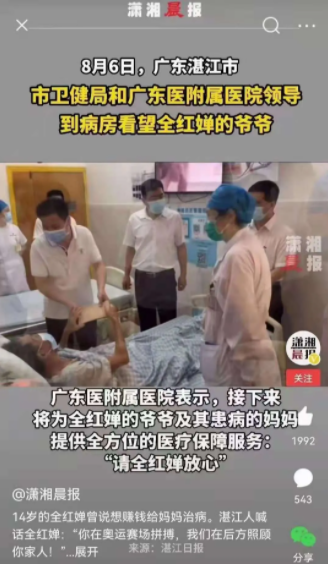 潇湘晨报
8月6日，广东湛江市
市卫健局和广东医附属医院领导
到病房看望全红婵的爷爷
潇湘
晨报
潇湘
晨报
关注
广东医附属医院表示，接下来
将为全红婵的爷爷及其患病的妈妈
提供全方位的医疗保障服务：
“请全红婵放心”
1992
543
@潇湘晨报
14岁的全红婵曾说想赚钱给妈妈治病。湛江人喊
话全红婵：“你在奥运赛场拼搏，我们在后方照顾
你家人！”...展开
来源：湛江日报